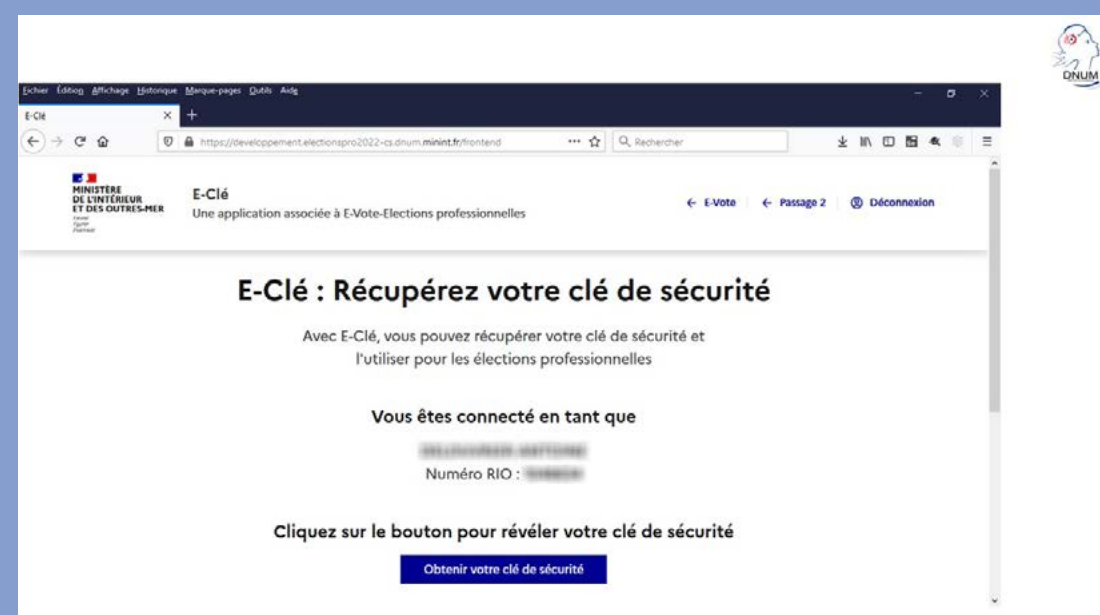 DNUM
Fichier Édition Affichage Historique Marque-pages Outils Aide
E-Clé
https://developpement.electionspro2022-cs.dnum.minint.fr/frontend
Rechercher
MINISTÈRE
DE L'INTÉRIEUR
ET DES OUTRES-MER
Liberté
Égalité
Fraternité
E-Clé
Une application associée à E-Vote-Elections professionnelles
E-Vote
Passage 2
Déconnexion
E-Clé : Récupérez votre clé de sécurité
Avec E-Clé, vous pouvez récupérer votre clé de sécurité et
l'utiliser pour les élections professionnelles
Vous êtes connecté en tant que
Numéro RIO :
Cliquez sur le bouton pour révéler votre clé de sécurité
Obtenir votre clé de sécurité